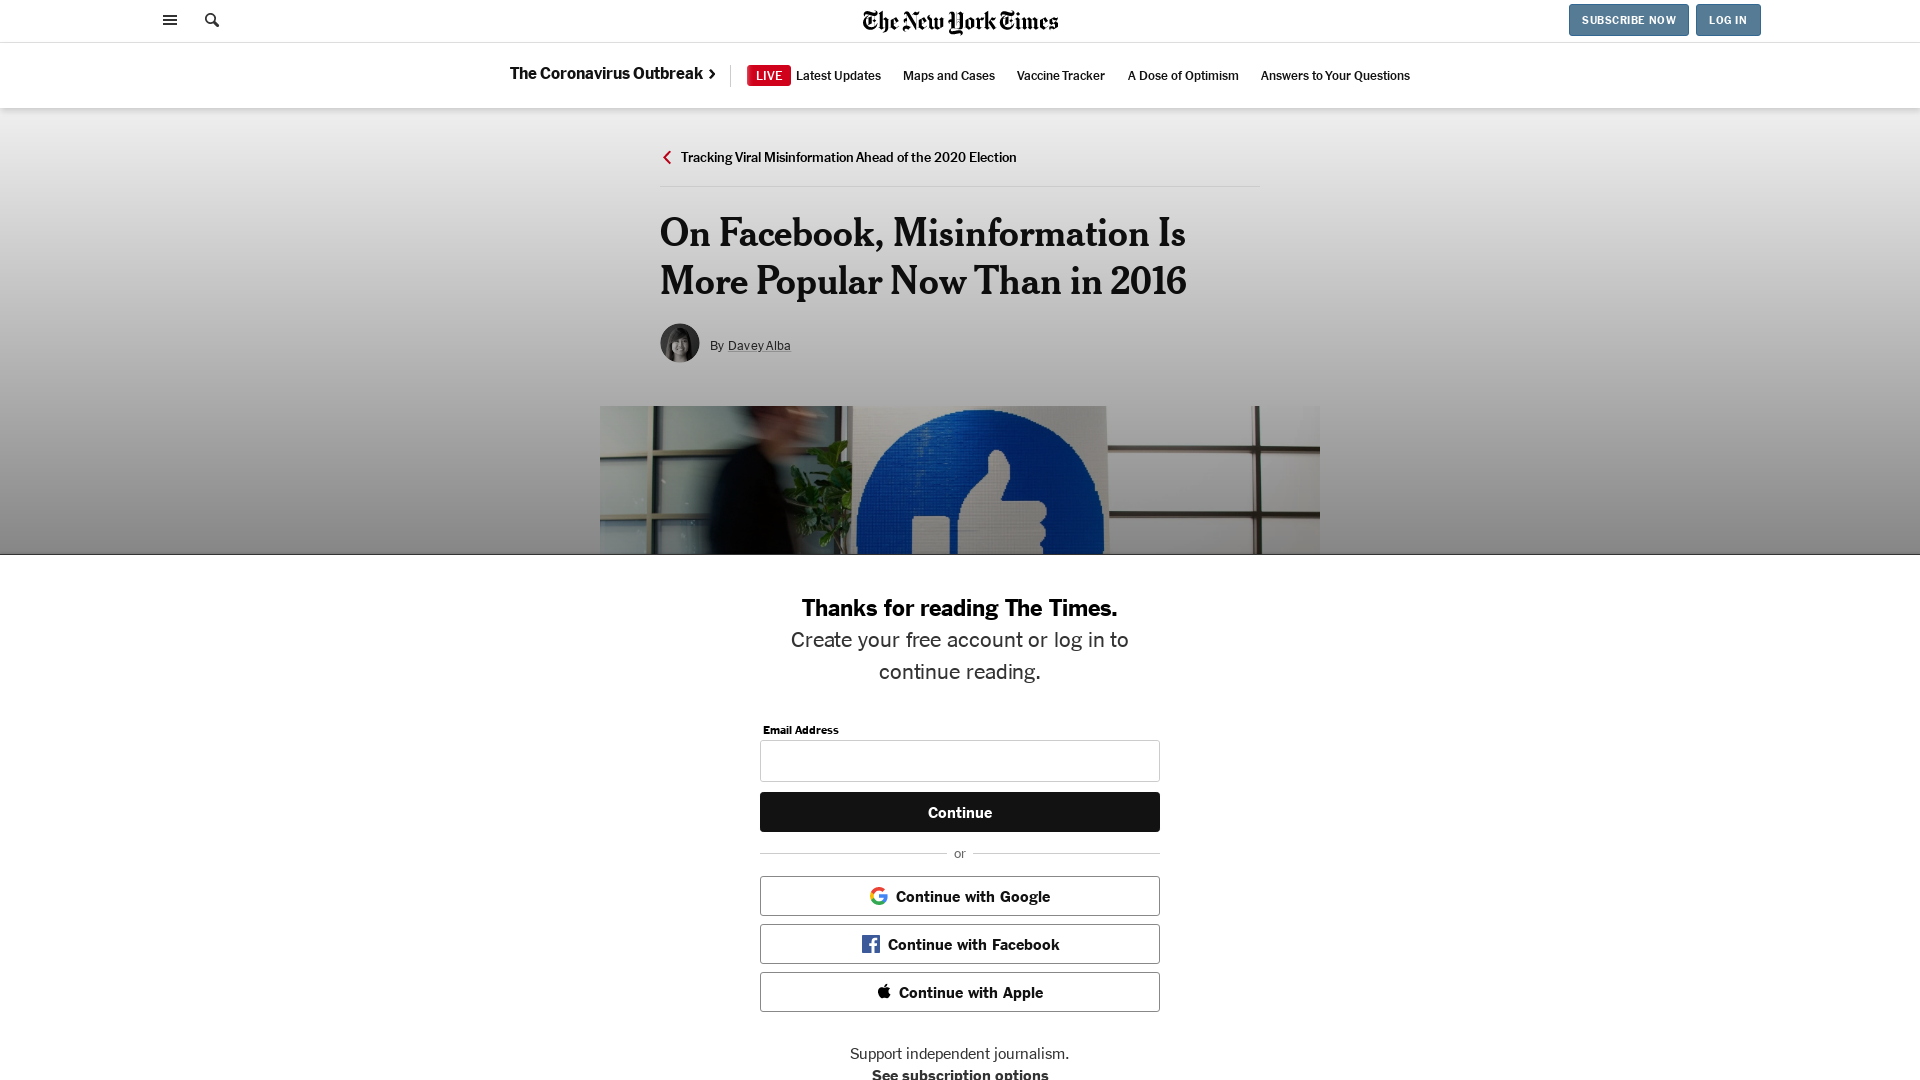 The New York Times
SUBSCRIBE NOW
LOG IN
The Coronavirus Outbreak
LIVE Latest Updates
Maps and Cases
Vaccine Tracker
A Dose of Optimism
Answers to Your Questions
Tracking Viral Misinformation Ahead of the 2020 Election
On Facebook, Misinformation Is
More Popular Now Than in 2016
By Davey Alba
Thanks for reading The Times.
Create your free account or log in to
continue reading.
Email Address
Continue
or
Continue with Google
Continue with Facebook
Continue with Apple
Support independent journalism.
See subscription options